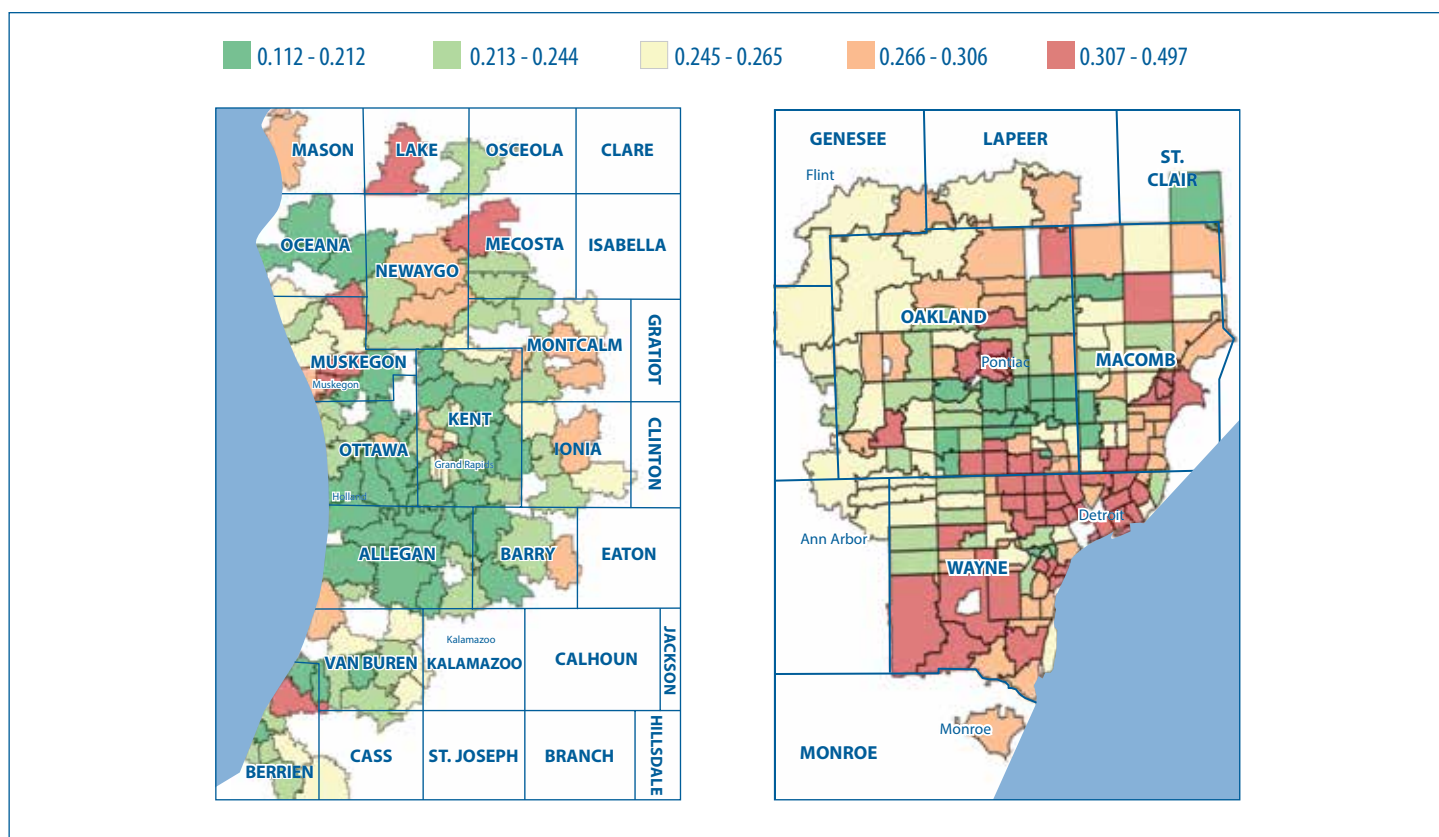 0.112 - 0.212
0.213 - 0.244
0.245 - 0.265
0.266 - 0.306
0.307 - 0.497
MASON
LAKE
OSCEOLA
CLARE
OCEANA
NEWAYGO
MECOSTA
ISABELLA
MUSKEGON
Muskegon
MONTCALM
GRATIOT
KENT
OTTAWA
Grand Rapids
IONIA
CLINTON
Holland
ALLEGAN
BARRY
EATON
Kalamazoo
VAN BUREN
KALAMAZOO
CALHOUN
JACKSON
BERRIEN
CASS
ST. JOSEPH
BRANCH
HILLSDALE
GENESEE
LAPEER
ST.
CLAIR
Flint
OAKLAND
Pontiac
MACOMB
Ann Arbor
Detroit
WAYNE
Monroe
MONROE